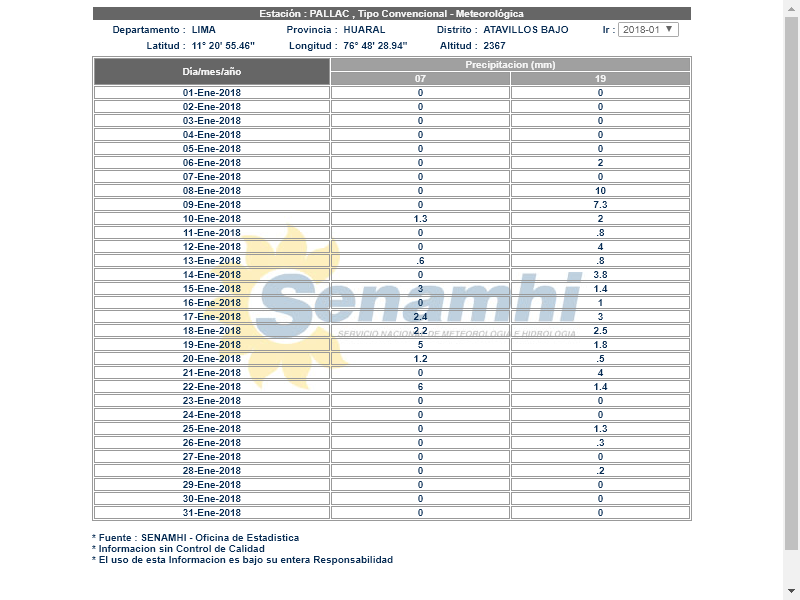 Estación : PALLAC , Tipo Convencional - Meteorológica
Departamento : LIMA Provincia : HUARAL Distrito : ATAVILLOS BAJO Ir : 2018-01
Latitud : 11° 20' 55.46" Longitud : 76° 48' 28.94" Altitud : 2367
Dia/mes/año Precipitacion (mm)
07 19
01-Ene-2018 0 0
02-Ene-2018 0 0
03-Ene-2018 0 0
04-Ene-2018 0 0
05-Ene-2018 0 0
06-Ene-2018 0 2
07-Ene-2018 0 0
08-Ene-2018 0 10
09-Ene-2018 0 7.3
10-Ene-2018 1.3 2
11-Ene-2018 0 .8
12-Ene-2018 0 4
13-Ene-2018 .6 .8
14-Ene-2018 0 3.8
15-Ene-2018 3 1.4
16-Ene-2018 0 1
17-Ene-2018 2.4 3
18-Ene-2018 2.2 2.5
19-Ene-2018 5 1.8
20-Ene-2018 1.2 .5
21-Ene-2018 0 4
22-Ene-2018 6 1.4
23-Ene-2018 0 0
24-Ene-2018 0 0
25-Ene-2018 0 1.3
26-Ene-2018 0 .3
27-Ene-2018 0 0
28-Ene-2018 0 .2
29-Ene-2018 0 0
30-Ene-2018 0 0
31-Ene-2018 0 0
Senamhi
SERVICIO NACIONAL DE METEOROLOGIA E HIDROLOGIA
* Fuente : SENAMHI - Oficina de Estadistica
* Informacion sin Control de Calidad
* El uso de esta Informacion es bajo su entera Responsabilidad